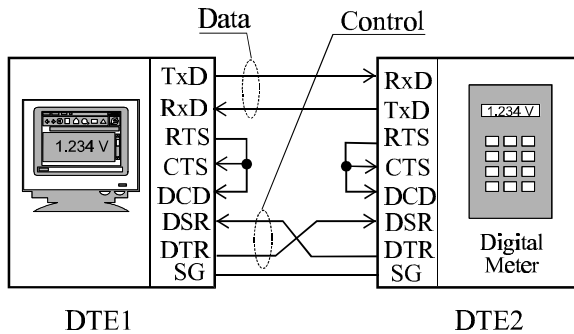 Data
Control
TxD
RxD
RTS
CTS
DCD
DSR
DTR
SG
RxD
TxD
RTS
CTS
DCD
DSR
DTR
SG
1.234 V
1.234 V
Digital
Meter
DTE1
DTE2